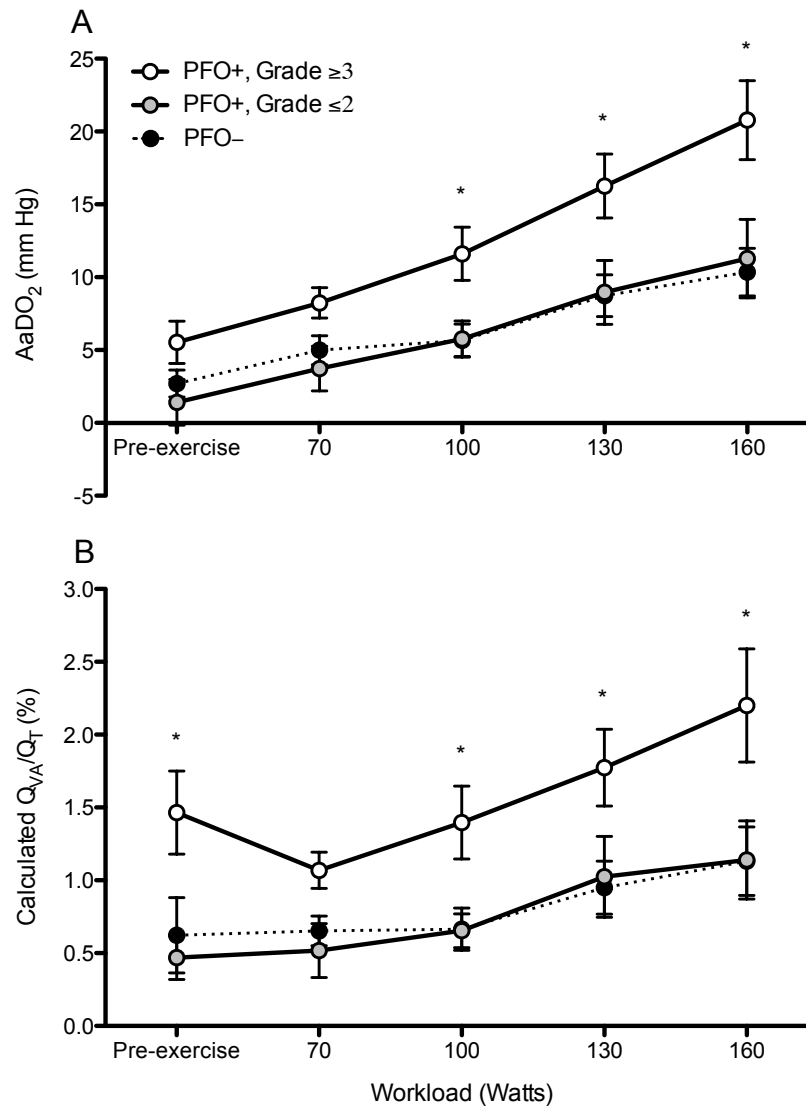 A
*
25
PFO+, Grade ≥3
PFO+, Grade ≤2
PFO–
20
*
15
*
10
5
0
Pre-exercise 70 100 130 160
-5
AaDO2 (mm Hg)
B
3.0
*
2.5
*
2.0
*
*
1.5
1.0
0.5
0.0
Pre-exercise 70 100 130 160
Calculated QVA/QT (%)
Workload (Watts)